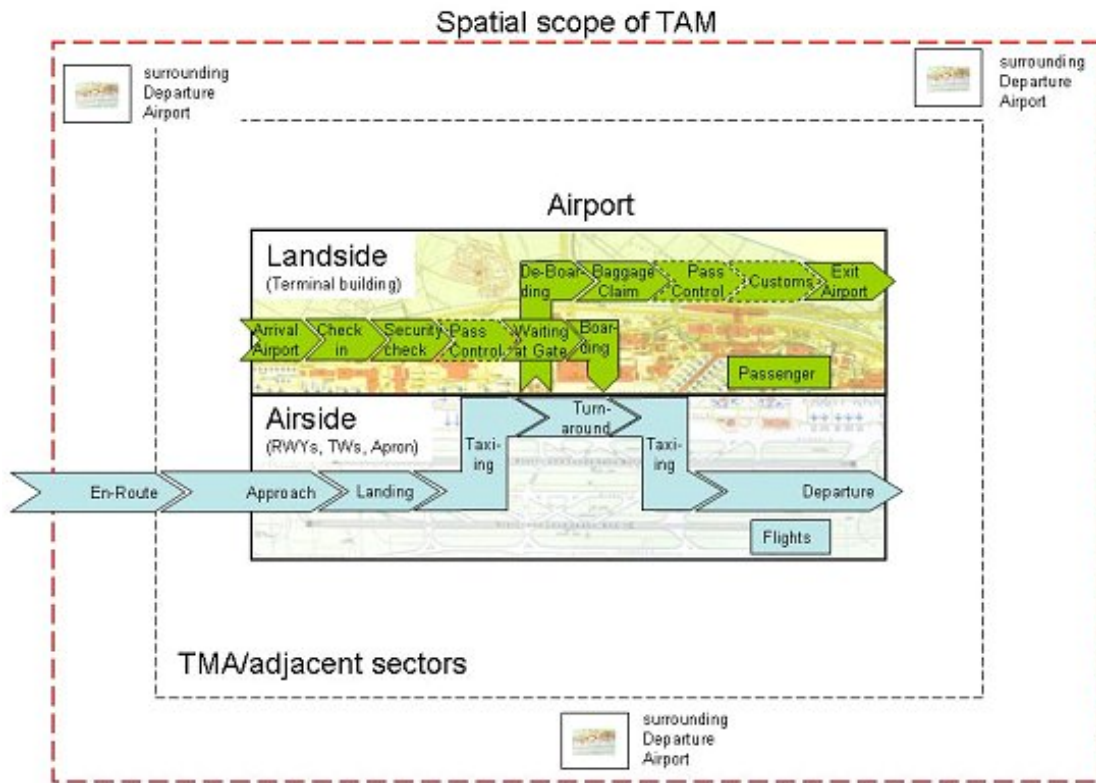 Spatial scope of TAM
surrounding
Departure
Airport
surrounding
Departure
Airport
Airport
Landside
(Terminal building)
De-Boar-
ding
Baggage
Claim
Pass
Control
Customs
Exit
Airport
Arrival
Airport
Check
in
Security
check
Pass
Control
Waiting
at Gate
Boar-
ding
Passenger
Airside
(RWYs, TWs, Apron)
Taxi-
ing
Turn-
around
Taxi-
ing
En-Route
Approach
Landing
Departure
Flights
TMA/adjacent sectors
surrounding
Departure
Airport